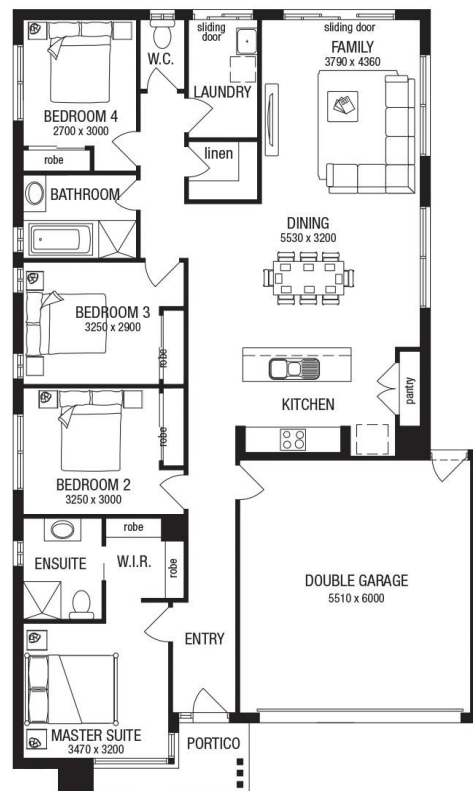 sliding
door
sliding door
W.C.
FAMILY
3790 x 4360
LAUNDRY
BEDROOM 4
2700 x 3000
robe
linen
BATHROOM
DINING
5530 x 3200
BEDROOM 3
3250 x 2900
robe
pantry
KITCHEN
robe
BEDROOM 2
3250 x 3000
robe
ENSUITE
W.I.R.
robe
DOUBLE GARAGE
5510 x 6000
ENTRY
MASTER SUITE
3470 x 3200
PORTICO